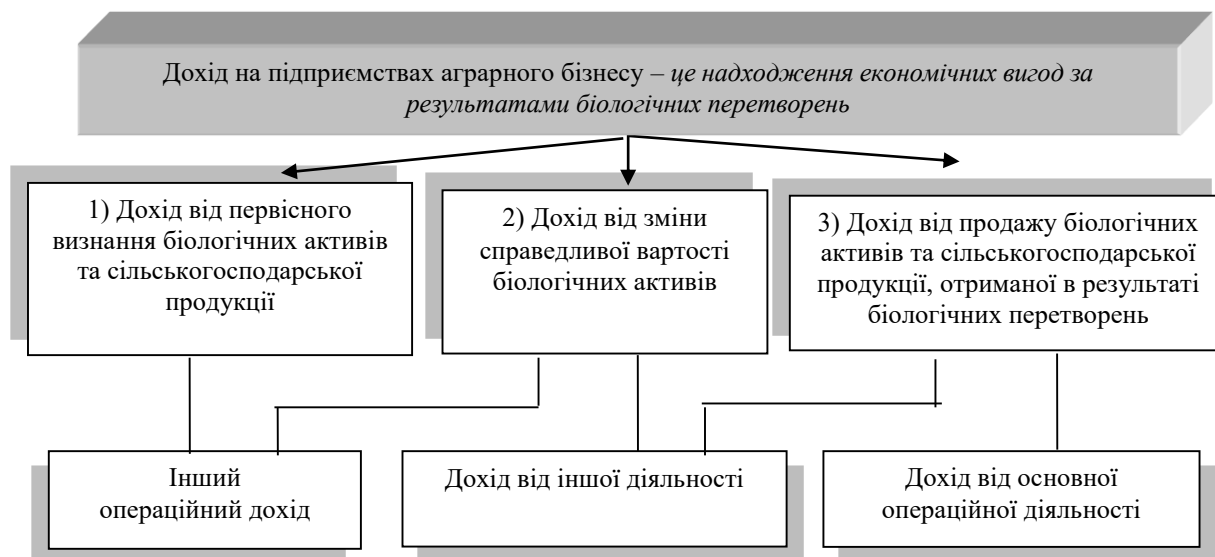 Дохід на підприємствах аграрного бізнесу – це надходження економічних вигод за
результатами біологічних перетворень
1) Дохід від первісного
визнання біологічних активів
та сільськогосподарської
продукції
2) Дохід від зміни
справедливої вартості
біологічних активів
3) Дохід від продажу біологічних
активів та сільськогосподарської
продукції, отриманої в результаті
біологічних перетворень
Інший
операційний дохід
Дохід від іншої діяльності
Дохід від основної
операційної діяльності